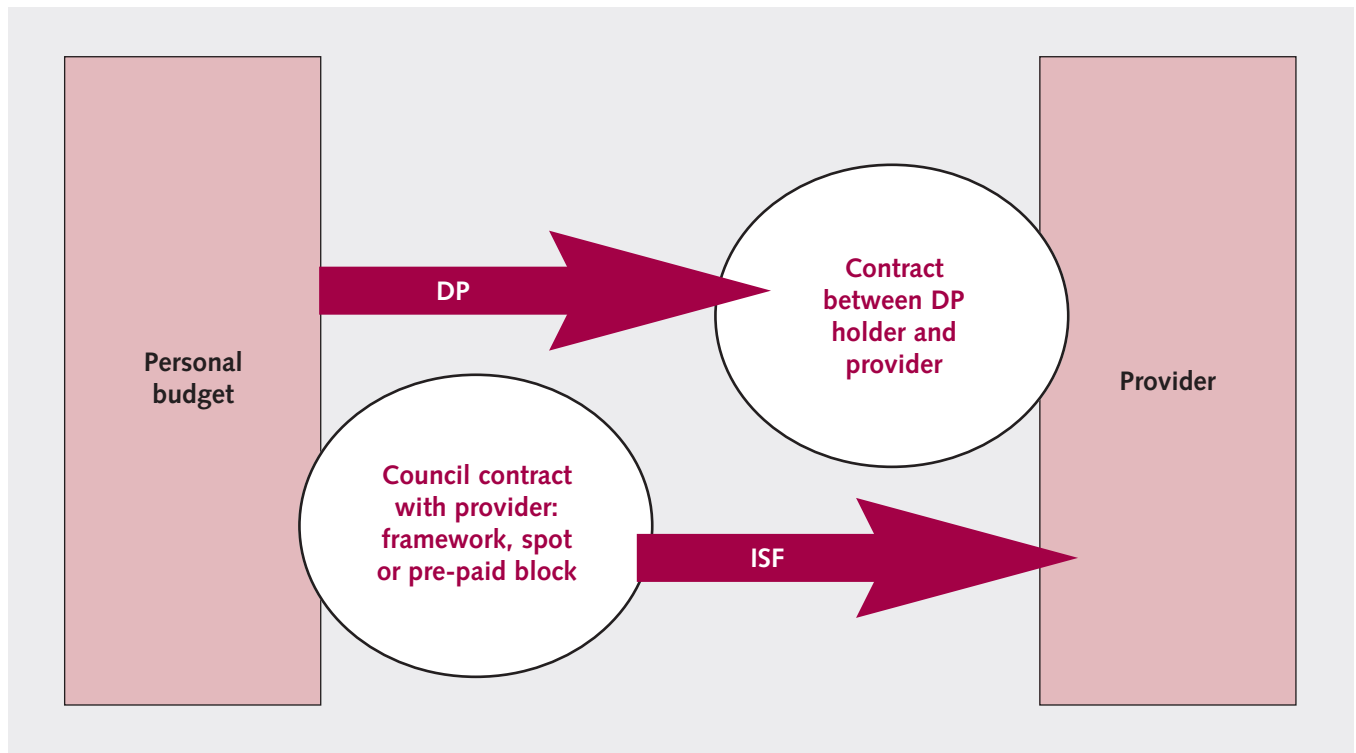 Personal
budget
DP
Contract
between DP
holder and
provider
Council contract
with provider:
framework, spot
or pre-paid block
ISF
Provider